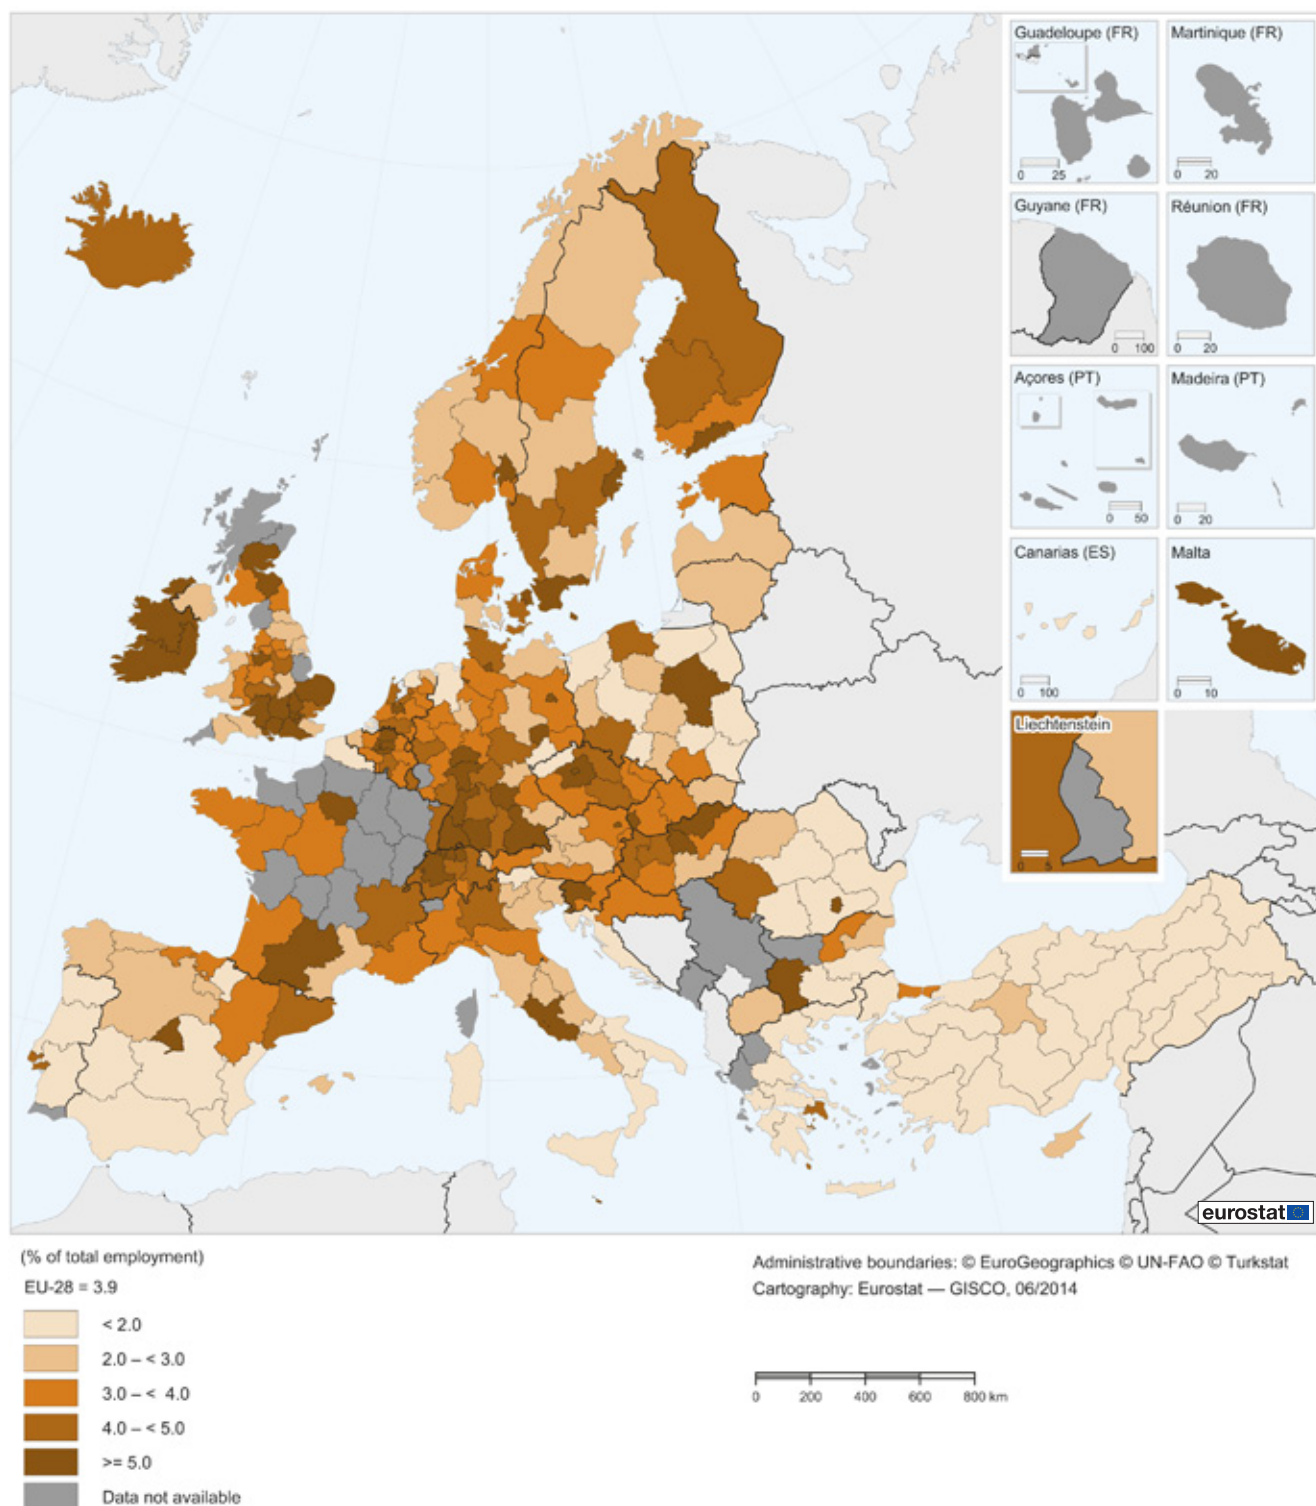 Guadeloupe (FR)
0 25
Martinique (FR)
0 20
Guyane (FR)
0 100
Réunion (FR)
0 20
Açores (PT)
0 50
Madeira (PT)
0 20
Canarias (ES)
0 100
Malta
0 10
Liechtenstein
0 5
eurostat
(% of total employment)
EU-28 = 3.9
< 2.0
2.0 – < 3.0
3.0 – < 4.0
4.0 – < 5.0
>= 5.0
Data not available
Administrative boundaries: © EuroGeographics © UN-FAO © Turkstat
Cartography: Eurostat — GISCO, 06/2014
0 200 400 600 800 km